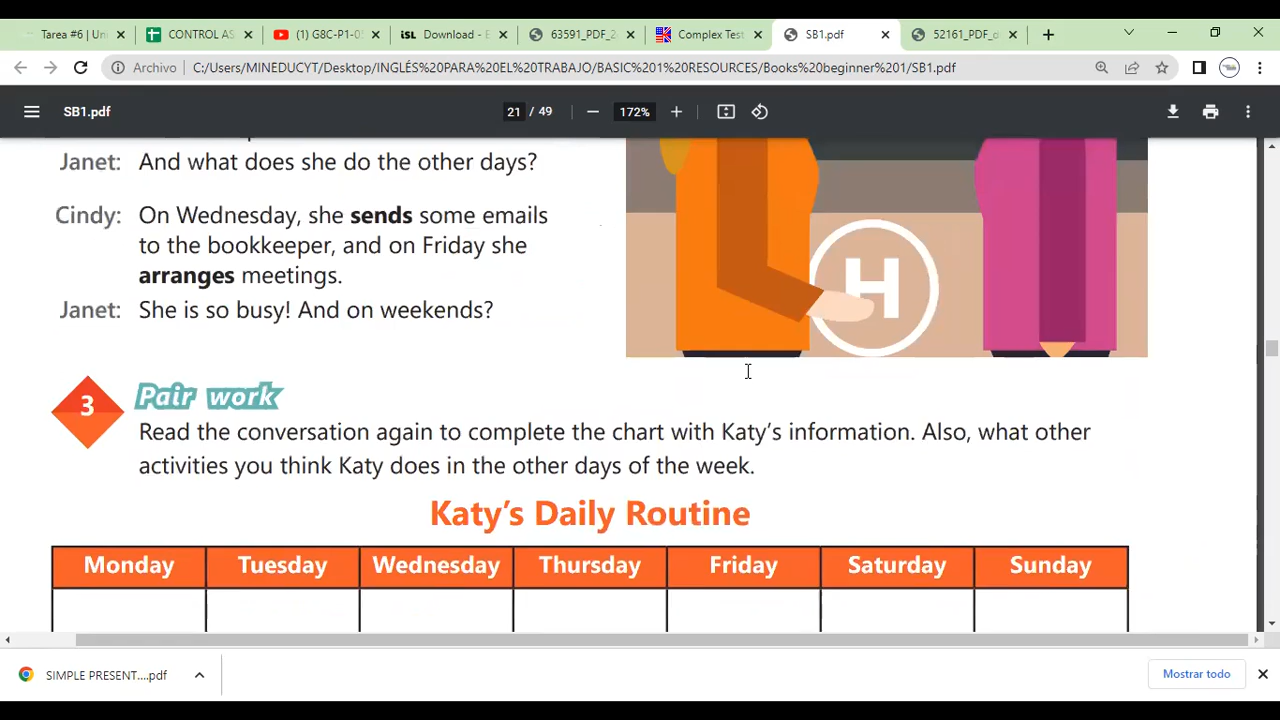 Tarea #6 | Un
CONTROL AS
(1) G8C-P1-0
iSL Download - E
63591_PDF_2
Complex Test
SB1.pdf
52161_PDF_d
Archivo C:/Users/MINEDUCYT/Desktop/INGLÉS%20PARA%20EL%20TRABAJO/BASIC%201%20RESOURCES/Books%20beginner%201/SB1.pdf
SB1.pdf
21 / 49
172%
Janet: And what does she do the other days?
Cindy: On Wednesday, she sends some emails
to the bookkeeper, and on Friday she
arranges meetings.
Janet: She is so busy! And on weekends?
H
3 Pair work
Read the conversation again to complete the chart with Katy's information. Also, what other
activities you think Katy does in the other days of the week.
Katy's Daily Routine
Monday Tuesday Wednesday Thursday Friday Saturday Sunday
SIMPLE PRESENT....pdf
Mostrar todo